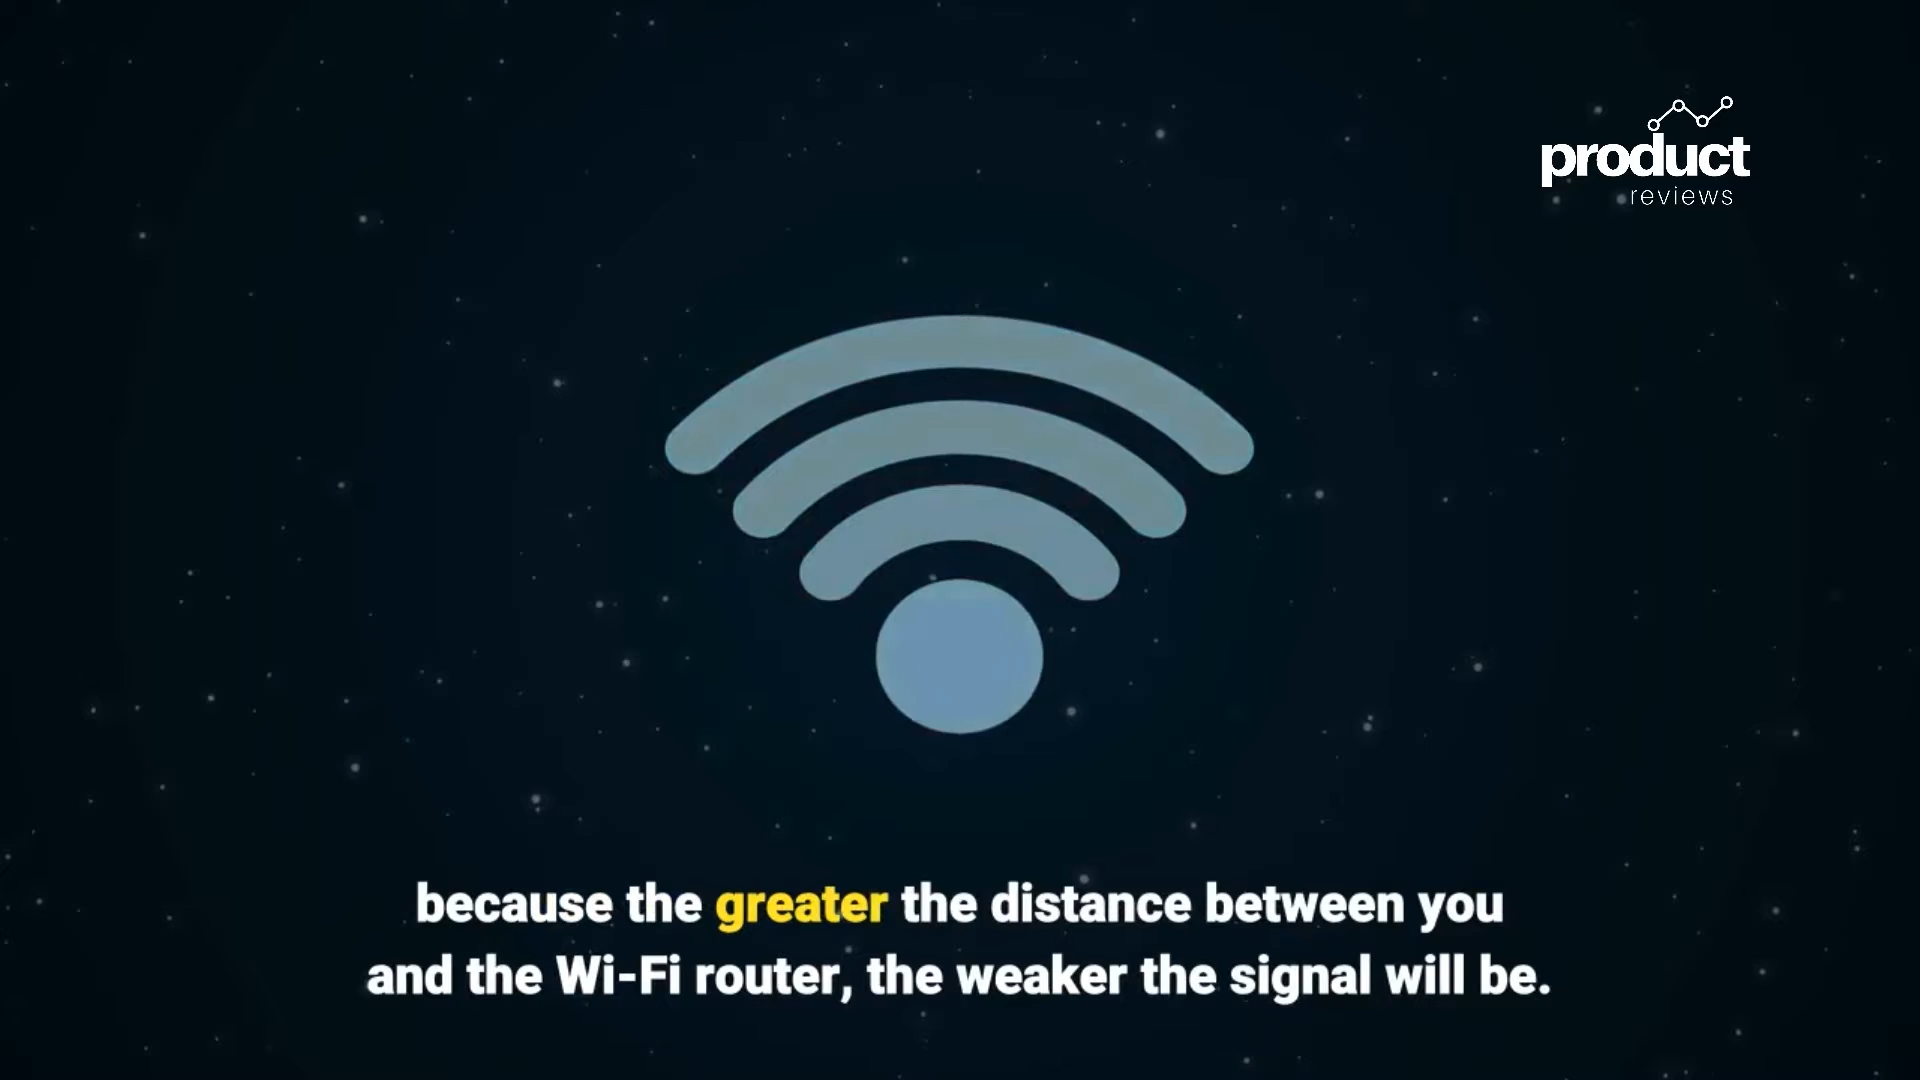 product
reviews
because the greater the distance between you
and the Wi-Fi router, the weaker the signal will be.